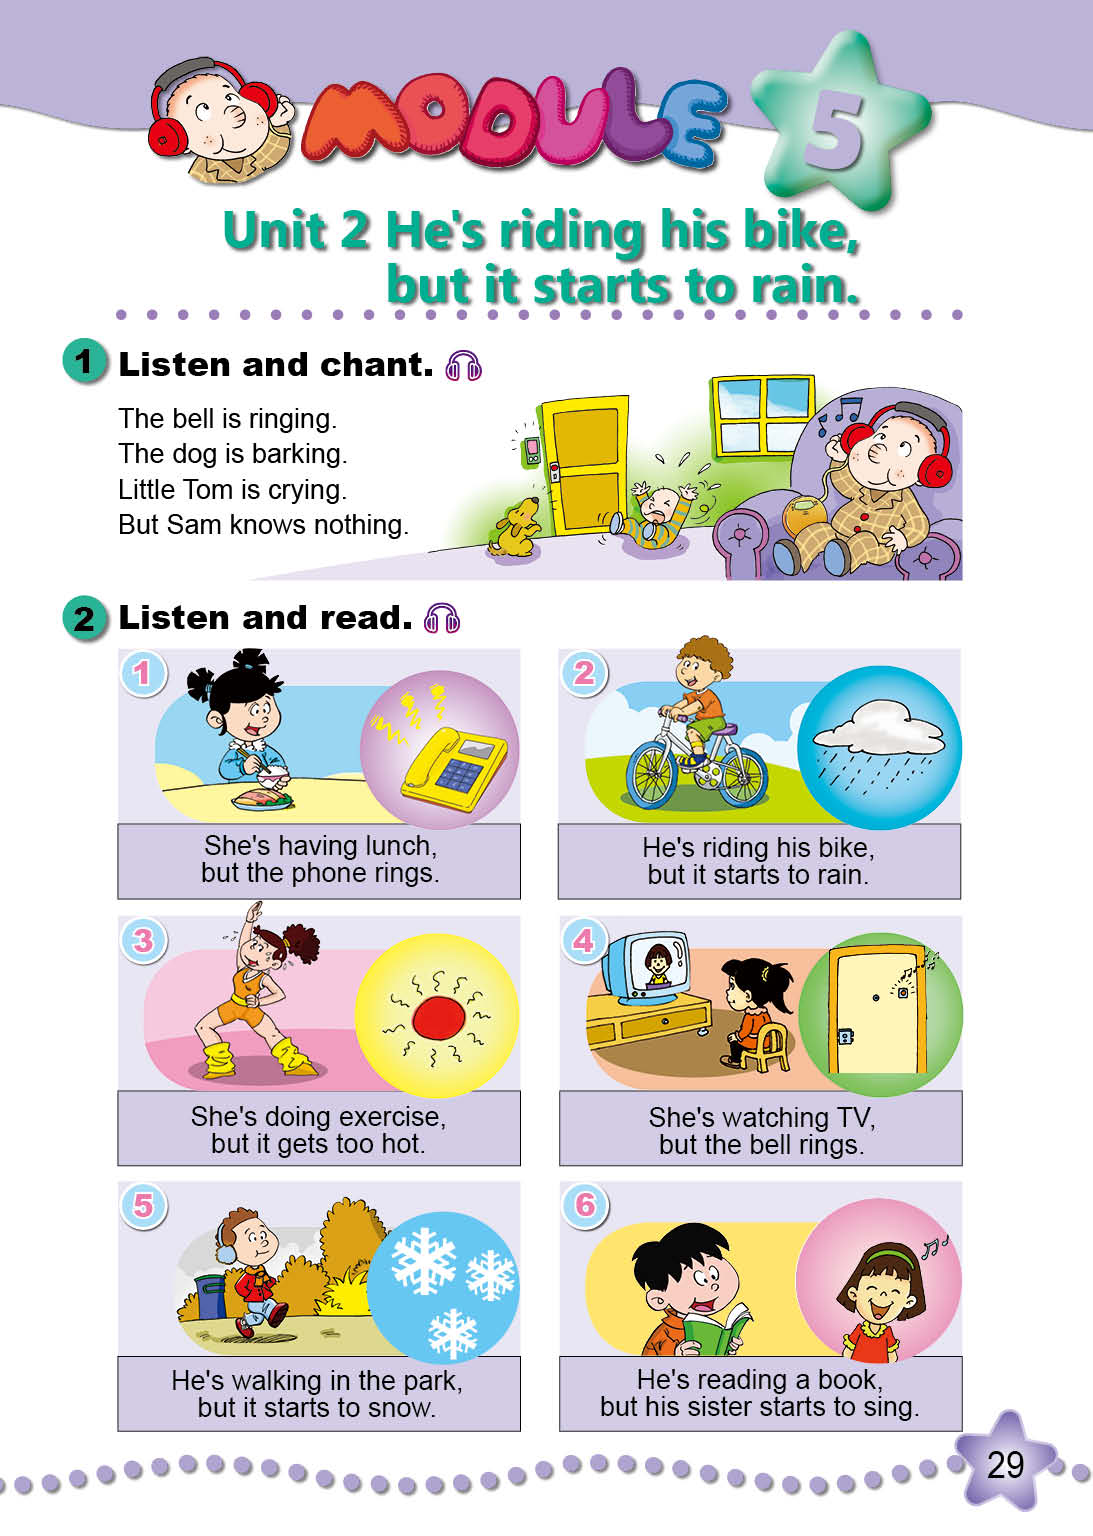 MODULE 5
Unit 2 He's riding his bike,
but it starts to rain.
1 Listen and chant.
The bell is ringing.
The dog is barking.
Little Tom is crying.
But Sam knows nothing.
2 Listen and read.
1
She's having lunch,
but the phone rings.
2
He's riding his bike,
but it starts to rain.
3
She's doing exercise,
but it gets too hot.
4
She's watching TV,
but the bell rings.
5
He's walking in the park,
but it starts to snow.
6
He's reading a book,
but his sister starts to sing.
29